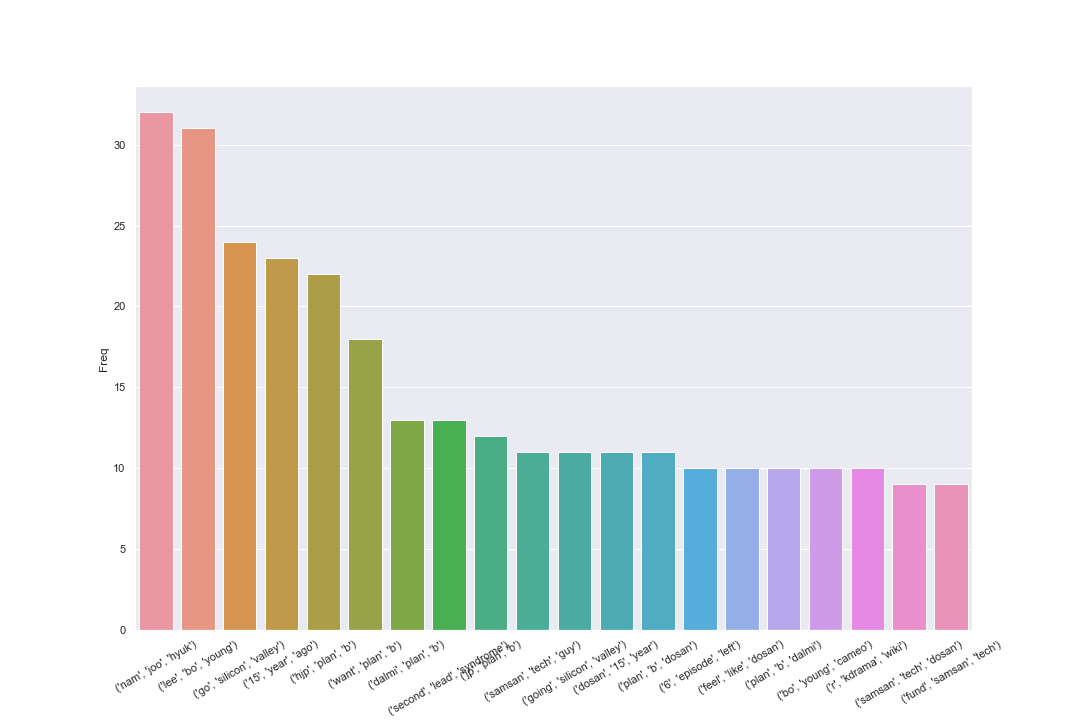 30
25
20
15
10
5
0
Freq
('nam', 'joo', 'hyuk')
('lee', 'bo', 'young')
('go', 'silicon', 'valley')
('15', 'year', 'ago')
('hjp', 'plan', 'b')
('want', 'plan', 'b')
('dalmi', 'plan', 'b')
('second', 'lead', 'syndrome')
('jp', 'plan', 'b')
('samsan', 'tech', 'guy')
('going', 'silicon', 'valley')
('dosan', '15', 'year')
('plan', 'b', 'dosan')
('6', 'episode', 'left')
('feel', 'like', 'dosan')
('plan', 'b', 'dalmi')
('bo', 'young', 'cameo')
('r', 'kdrama', 'wiki')
('samsan', 'tech', 'dosan')
('fund', 'samsan', 'tech')